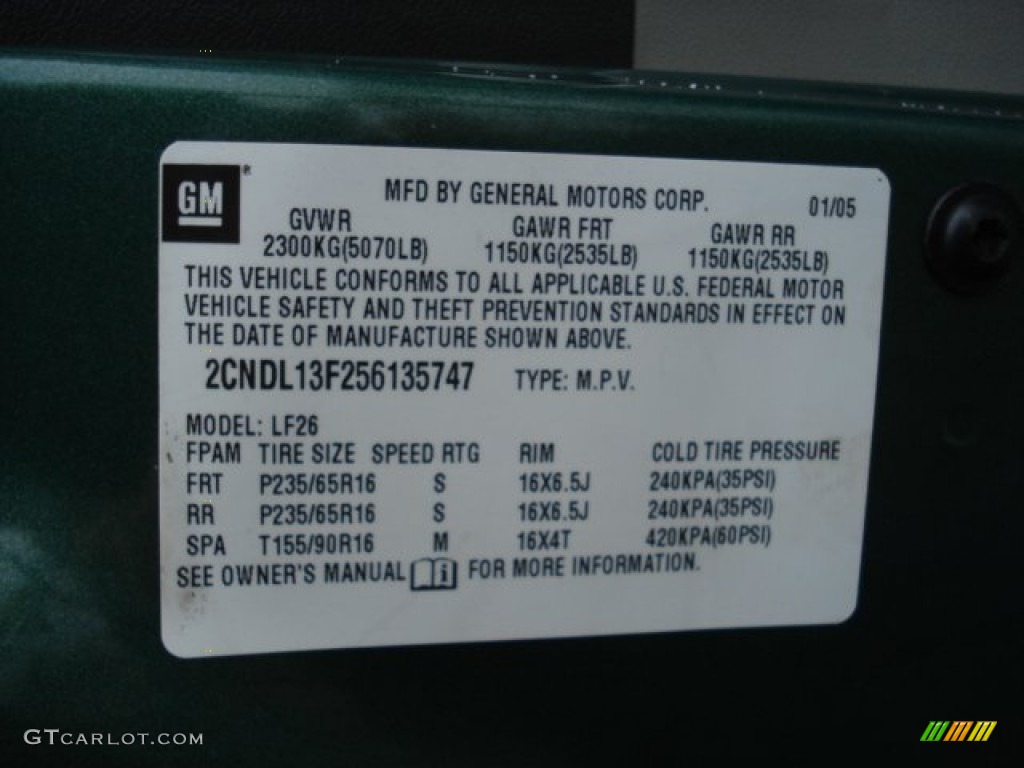 GM®
MFD BY GENERAL MOTORS CORP. 01/05
GVWR GAWR FRT GAWR RR
2300KG(5070LB) 1150KG(2535LB) 1150KG(2535LB)
THIS VEHICLE CONFORMS TO ALL APPLICABLE U.S. FEDERAL MOTOR
VEHICLE SAFETY AND THEFT PREVENTION STANDARDS IN EFFECT ON
THE DATE OF MANUFACTURE SHOWN ABOVE.
2CNDL13F256135747 TYPE: M.P.V.
MODEL: LF26
FPAM TIRE SIZE SPEED RTG RIM COLD TIRE PRESSURE
FRT P235/65R16 S 16X6.5J 240KPA(35PSI)
RR P235/65R16 S 16X6.5J 240KPA(35PSI)
SPA T155/90R16 M 16X4T 420KPA(60PSI)
SEE OWNER'S MANUAL i FOR MORE INFORMATION.
GTCARLOT.COM